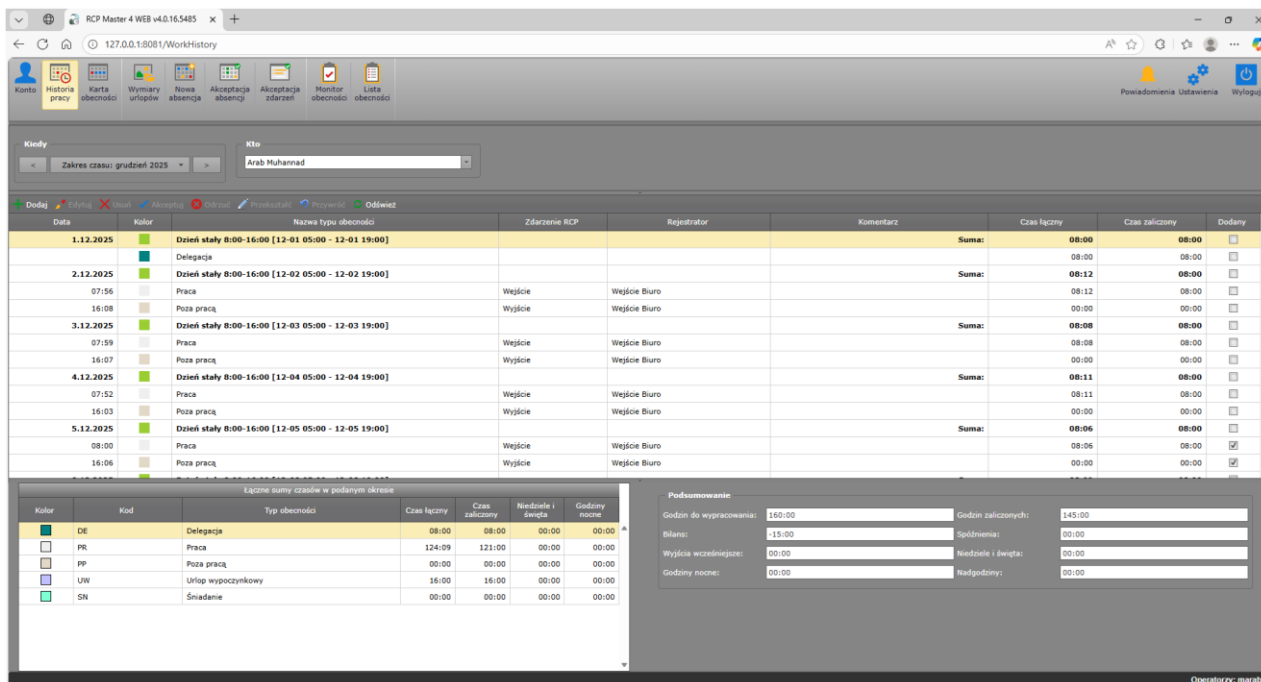 RCP Master 4 WEB v4.0.16.5485
127.0.0.1:8081/WorkHistory
Konto Historia pracy Karta obecności Wymiary urlopów Nowa absencja Akceptacja absencji Akceptacja zdarzeń Monitor obecności Lista obecności Powiadomienia Ustawienia Wyloguj
Kiedy Kto
< Zakres czasu: grudzień 2025 > Arab Muhannad
Dodaj Edytuj Usuń Akceptuj Odrzuć Przekształć Przywróć Odśwież
Data Kolor Nazwa typu obecności Zdarzenie RCP Rejestrator Komentarz Czas łączny Czas zaliczony Dodany
1.12.2025 Dzień stały 8:00-16:00 [12-01 05:00 - 12-01 19:00] Suma: 08:00 08:00
Delegacja 08:00 08:00
2.12.2025 Dzień stały 8:00-16:00 [12-02 05:00 - 12-02 19:00] Suma: 08:12 08:00
07:56 Praca Wejście Wejście Biuro 08:12 08:00
16:08 Poza pracą Wyjście Wejście Biuro 00:00 00:00
3.12.2025 Dzień stały 8:00-16:00 [12-03 05:00 - 12-03 19:00] Suma: 08:08 08:00
07:59 Praca Wejście Wejście Biuro 08:08 08:00
16:07 Poza pracą Wyjście Wejście Biuro 00:00 00:00
4.12.2025 Dzień stały 8:00-16:00 [12-04 05:00 - 12-04 19:00] Suma: 08:11 08:00
07:52 Praca Wejście Wejście Biuro 08:11 08:00
16:03 Poza pracą Wyjście Wejście Biuro 00:00 00:00
5.12.2025 Dzień stały 8:00-16:00 [12-05 05:00 - 12-05 19:00] Suma: 08:06 08:00
08:00 Praca Wejście Wejście Biuro 08:06 08:00
16:06 Poza pracą Wyjście Wejście Biuro 00:00 00:00
Łączne sumy czasów w podanym okresie
Kolor Kod Typ obecności Czas łączny Czas zaliczony Niedziele i święta Godziny nocne
DE Delegacja 08:00 08:00 00:00 00:00
PR Praca 124:09 121:00 00:00 00:00
PP Poza pracą 00:00 00:00 00:00 00:00
UW Urlop wypoczynkowy 16:00 16:00 00:00 00:00
SN Śniadanie 00:00 00:00 00:00 00:00
Podsumowanie
Godzin do wypracowania: 160:00 Godzin zaliczonych: 145:00
Bilans: -15:00 Spóźnienia: 00:00
Wyjścia wcześniejsze: 00:00 Niedziele i święta: 00:00
Godziny nocne: 00:00 Nadgodziny: 00:00
Operatorzy: marab